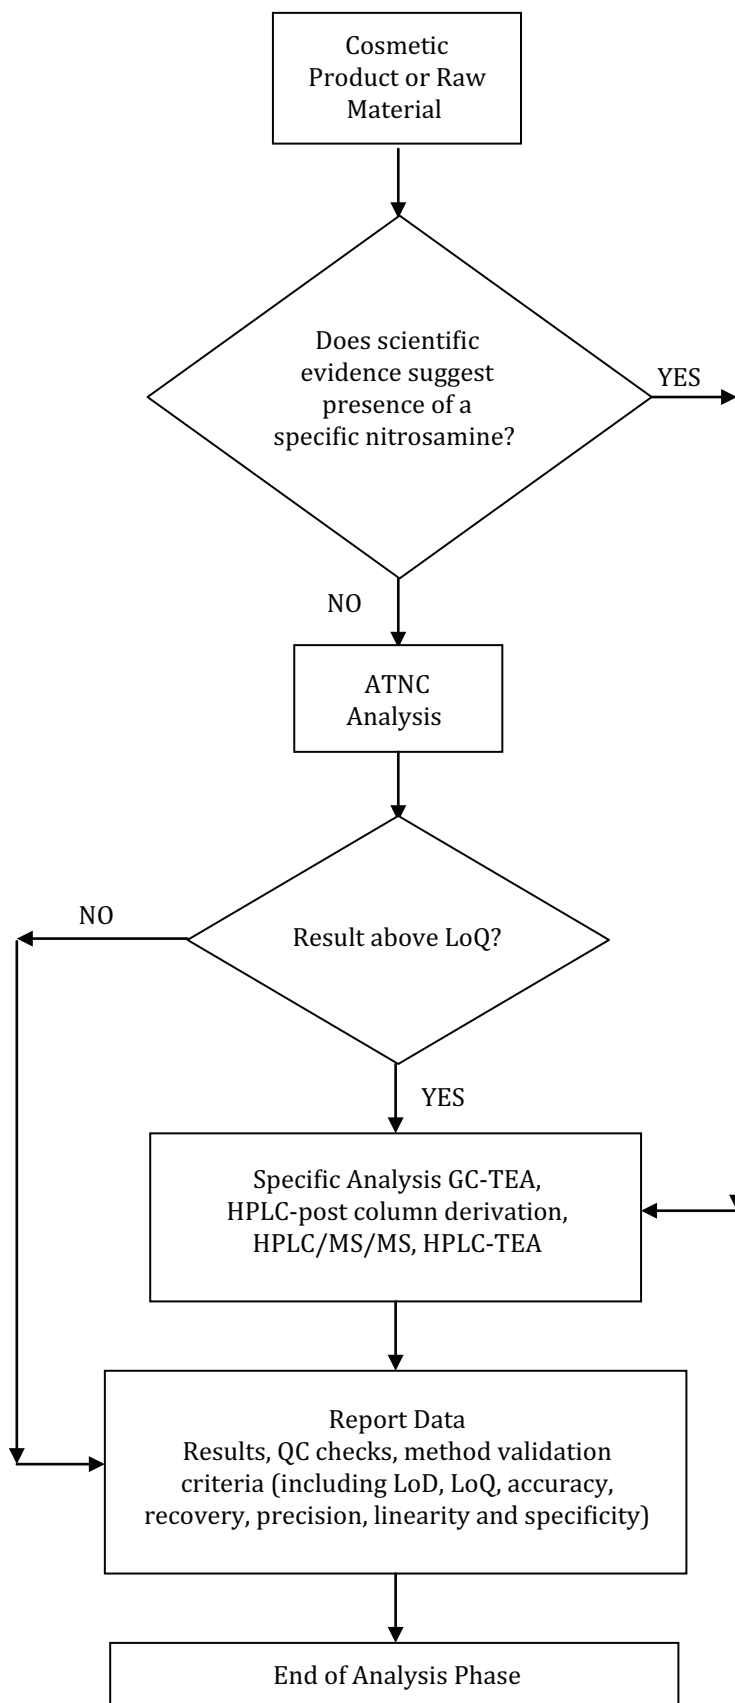 Cosmetic
Product or Raw
Material
Does scientific
evidence suggest
presence of a
specific nitrosamine?
YES
NO
ATNC
Analysis
NO
Result above LoQ?
YES
Specific Analysis GC-TEA,
HPLC-post column derivation,
HPLC/MS/MS, HPLC-TEA
Report Data
Results, QC checks, method validation
criteria (including LoD, LoQ, accuracy,
recovery, precision, linearity and specificity)
End of Analysis Phase